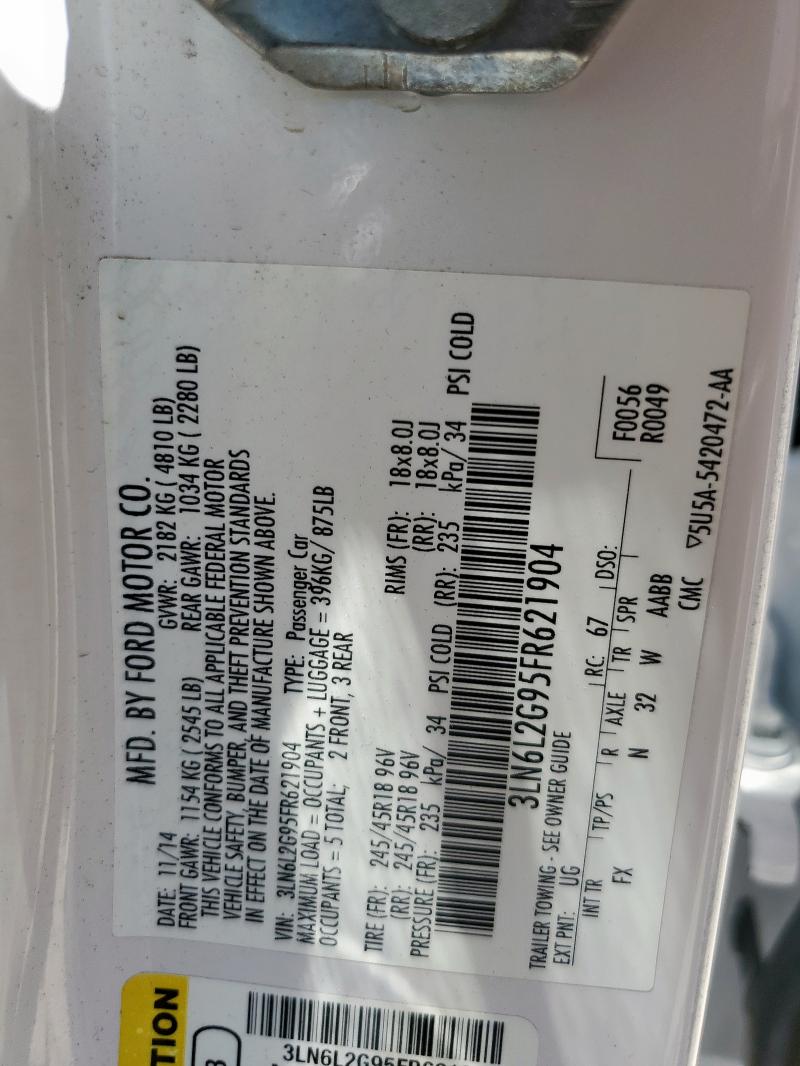 MFD. BY FORD MOTOR CO.
DATE: 11/14 GVWR: 2182 KG ( 4810 LB)
FRONT GAWR: 1154 KG (2545 LB) REAR GAWR: 1034 KG ( 2280 LB)
THIS VEHICLE CONFORMS TO ALL APPLICABLE FEDERAL MOTOR
VEHICLE SAFETY, BUMPER, AND THEFT PREVENTION STANDARDS
IN EFFECT ON THE DATE OF MANUFACTURE SHOWN ABOVE.
VIN: 3LN6L2G95FR621904 TYPE: Passenger Car
MAXIMUM LOAD = OCCUPANTS + LUGGAGE = 396KG/ 875LB
OCCUPANTS = 5 TOTAL; 2 FRONT, 3 REAR
TIRE (FR): 245/45R18 96V RIMS (FR): 18x8.0J
(RR): 245/45R18 96V (RR): 18x8.0J
PRESSURE (FR): 235 kPa/ 34 PSI COLD (RR): 235 kPa/ 34 PSI COLD
3LN6L2G95FR621904
TRAILER TOWING - SEE OWNER GUIDE
EXT PNT: UG RC: 67 DSO:
F0056
R0049
INT TR TP/PS R AXLE TR SPR
FX N 32 W AABB
CMC ▽5U5A-5420472-AA
TION
B